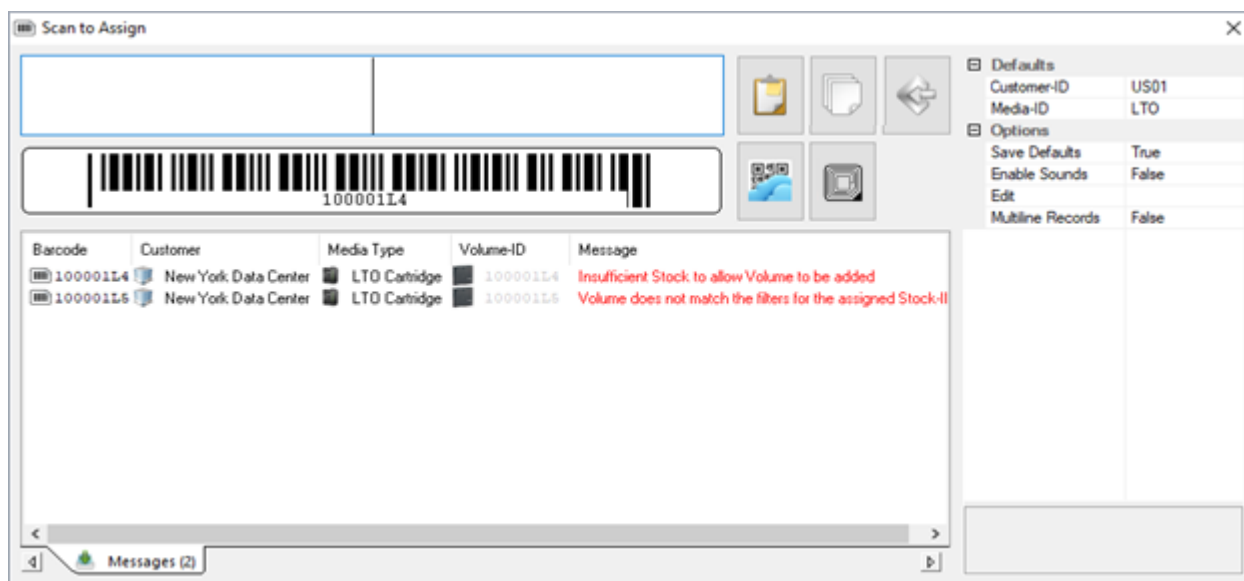 Scan to Assign
Defaults
Customer-ID US01
Media-ID LTO
Options
Save Defaults True
Enable Sounds False
Edit
Multiline Records False
100001L4
Barcode Customer Media Type Volume-ID Message
100001L4 New York Data Center LTO Cartridge 100001L4 Insufficient Stock to allow Volume to be added
100001L5 New York Data Center LTO Cartridge 100001L5 Volume does not match the filters for the assigned Stock-II
Messages (2)